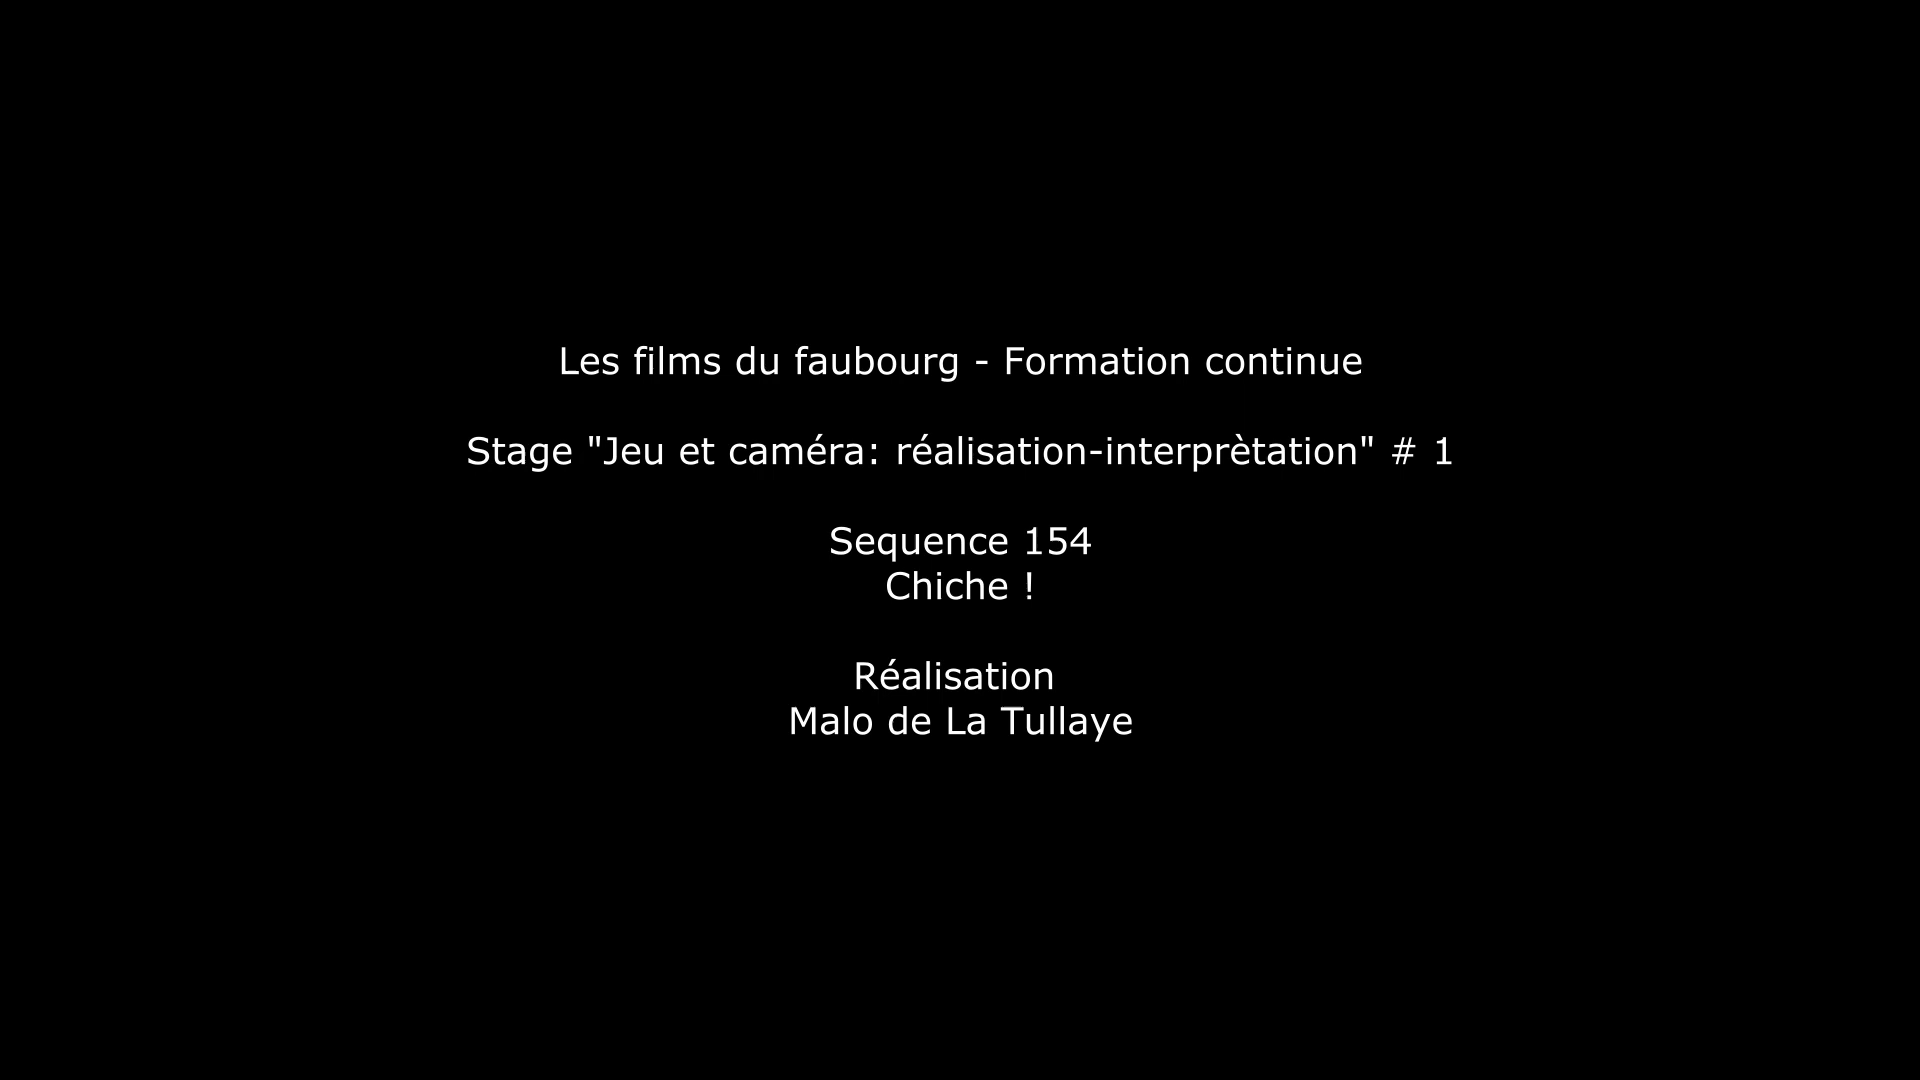 Les films du faubourg - Formation continue
Stage "Jeu et caméra: réalisation-interprètation" # 1
Sequence 154
Chiche !
Réalisation
Malo de La Tullaye